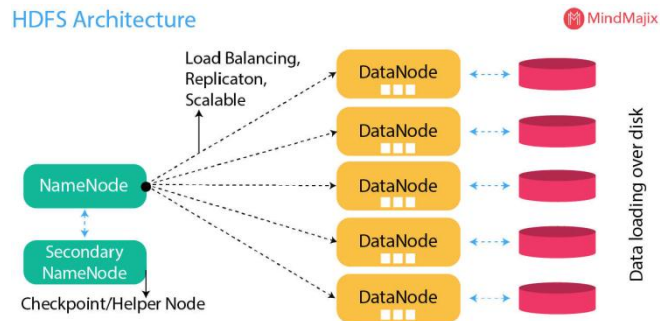 HDFS Architecture
MindMajix
Load Balancing,
Replicaton,
Scalable
DataNode
DataNode
DataNode
DataNode
DataNode
NameNode
Secondary
NameNode
Checkpoint/Helper Node
Data loading over disk